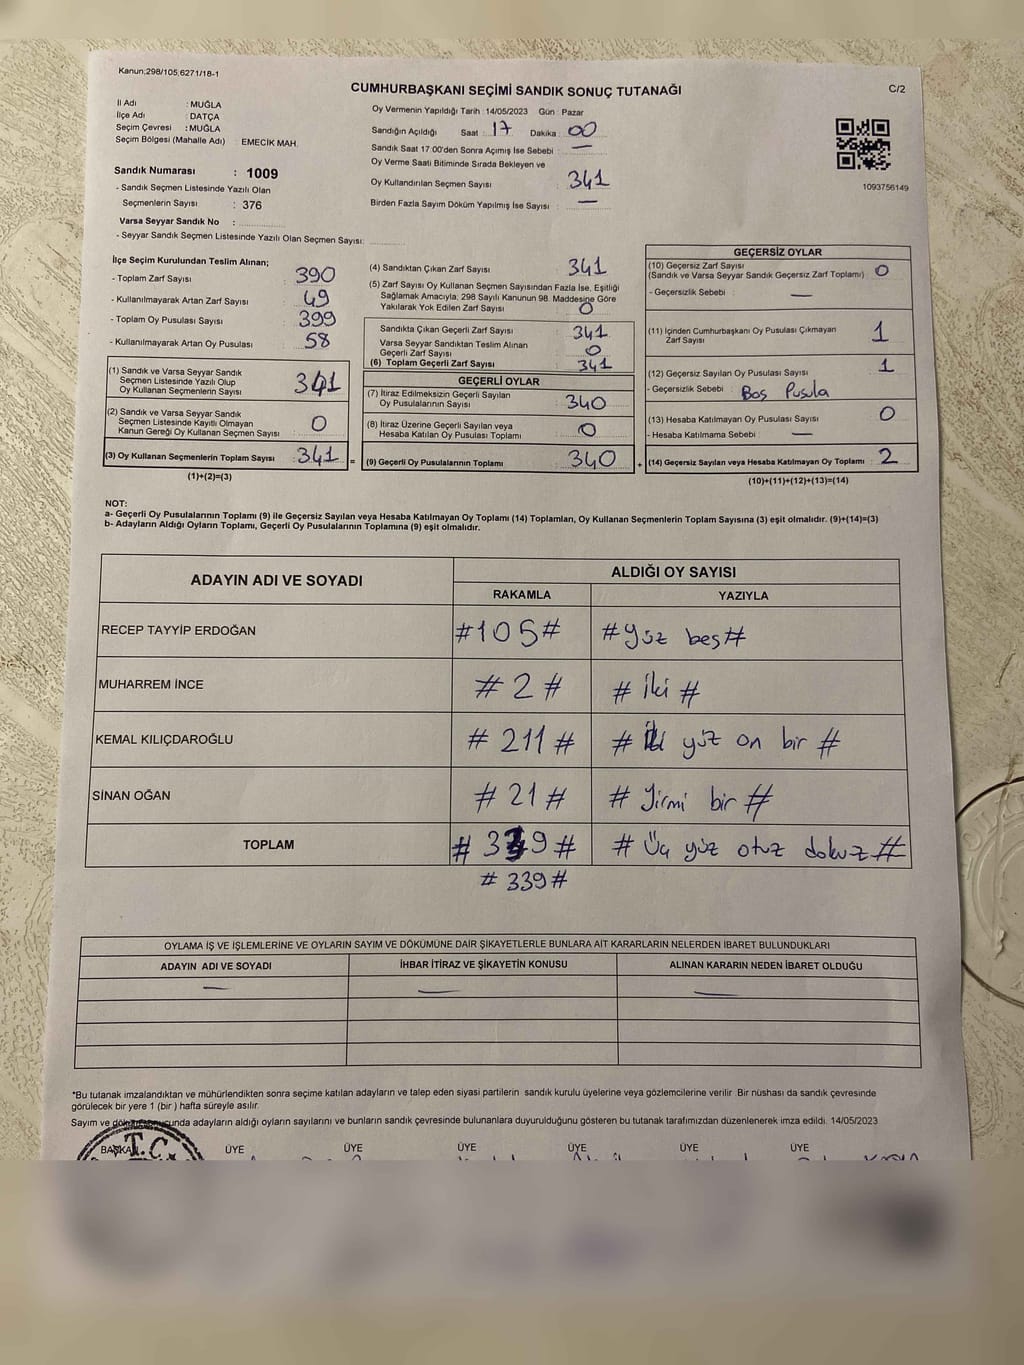 Kanun;298/105;6271/18-1
CUMHURBAŞKANI SEÇİMİ SANDIK SONUÇ TUTANAĞI
C/2
İl Adı : MUĞLA
İlçe Adı : DATÇA
Seçim Çevresi : MUĞLA
Seçim Bölgesi (Mahalle Adı) EMECİK MAH.
Sandık Numarası : 1009
- Sandık Seçmen Listesinde Yazılı Olan
Seçmenlerin Sayısı : 376
Varsa Seyyar Sandık No :
- Seyyar Sandık Seçmen Listesinde Yazılı Olan Seçmen Sayısı:
Oy Vermenin Yapıldığı Tarih 14/05/2023 Gün Pazar
Sandığın Açıldığı Saat : 17 Dakika : 00
Sandık Saat 17:00'den Sonra Açımış İse Sebebi : —
Oy Verme Saati Bitiminde Sırada Bekleyen ve
Oy Kullandırılan Seçmen Sayısı : 341
Birden Fazla Sayım Döküm Yapılmış İse Sayısı : —
1093756149
İlçe Seçim Kurulundan Teslim Alınan;
- Toplam Zarf Sayısı : 390
- Kullanılmayarak Artan Zarf Sayısı : 49
- Toplam Oy Pusulası Sayısı : 399
- Kullanılmayarak Artan Oy Pusulası : 58
(1) Sandık ve Varsa Seyyar Sandık
Seçmen Listesinde Yazılı Olup
Oy Kullanan Seçmenlerin Sayısı : 341
(2) Sandık ve Varsa Seyyar Sandık
Seçmen Listesinde Kayıtlı Olmayan
Kanun Gereği Oy Kullanan Seçmen Sayısı : 0
(3) Oy Kullanan Seçmenlerin Toplam Sayısı : 341 =
(1)+(2)=(3)
(4) Sandıktan Çıkan Zarf Sayısı : 341
(5) Zarf Sayısı Oy Kullanan Seçmen Sayısından Fazla İse, Eşitliği
Sağlamak Amacıyla, 298 Sayılı Kanunun 98. Maddesine Göre
Yakılarak Yok Edilen Zarf Sayısı : 0
Sandıkta Çıkan Geçerli Zarf Sayısı : 341
Varsa Seyyar Sandıktan Teslim Alınan
Geçerli Zarf Sayısı : 0
(6) Toplam Geçerli Zarf Sayısı : 341
GEÇERLİ OYLAR
(7) İtiraz Edilmeksizin Geçerli Sayılan
Oy Pusulalarının Sayısı : 340
(8) İtiraz Üzerine Geçerli Sayılan veya
Hesaba Katılan Oy Pusulası Toplamı : 0
(9) Geçerli Oy Pusulalarının Toplamı : 340 +
GEÇERSİZ OYLAR
(10) Geçersiz Zarf Sayısı
(Sandık ve Varsa Seyyar Sandık Geçersiz Zarf Toplamı) : 0
- Geçersizlik Sebebi : —
(11) İçinden Cumhurbaşkanı Oy Pusulası Çıkmayan
Zarf Sayısı : 1
(12) Geçersiz Sayılan Oy Pusulası Sayısı : 1
- Geçersizlik Sebebi : Boş Pusula
(13) Hesaba Katılmayan Oy Pusulası Sayısı : 0
- Hesaba Katılmama Sebebi : —
(14) Geçersiz Sayılan veya Hesaba Katılmayan Oy Toplamı : 2
(10)+(11)+(12)+(13)=(14)
NOT:
a- Geçerli Oy Pusulalarının Toplamı (9) ile Geçersiz Sayılan veya Hesaba Katılmayan Oy Toplamı (14) Toplamları, Oy Kullanan Seçmenlerin Toplam Sayısına (3) eşit olmalıdır. (9)+(14)=(3)
b- Adayların Aldığı Oyların Toplamı, Geçerli Oy Pusulalarının Toplamına (9) eşit olmalıdır.
ADAYIN ADI VE SOYADI ALDIĞI OY SAYISI
RAKAMLA YAZIYLA
RECEP TAYYİP ERDOĞAN #105# #Yüz beş#
MUHARREM İNCE #2# #İki#
KEMAL KILIÇDAROĞLU #211# #İki yüz on bir#
SİNAN OĞAN #21# #Yirmi bir#
TOPLAM #339# #Üç yüz otuz dokuz#
#339#
OYLAMA İŞ VE İŞLEMLERİNE VE OYLARIN SAYIM VE DÖKÜMÜNE DAİR ŞİKAYETLERLE BUNLARA AİT KARARLARIN NELERDEN İBARET BULUNDUKLARI
ADAYIN ADI VE SOYADI İHBAR İTİRAZ VE ŞİKAYETİN KONUSU ALINAN KARARIN NEDEN İBARET OLDUĞU
— — —
*Bu tutanak imzalandıktan ve mühürlendikten sonra seçime katılan adayların ve talep eden siyasi partilerin sandık kurulu üyelerine veya gözlemcilerine verilir. Bir nüshası da sandık çevresinde
görülecek bir yere 1 (bir) hafta süreyle asılır.
Sayım ve döküm sonucunda adayların aldığı oyların sayılarını ve bunların sandık çevresinde bulunanlara duyurulduğunu gösteren bu tutanak tarafımızdan düzenlenerek imza edildi. 14/05/2023
BAŞKAN ÜYE ÜYE ÜYE ÜYE ÜYE ÜYE
T.C.